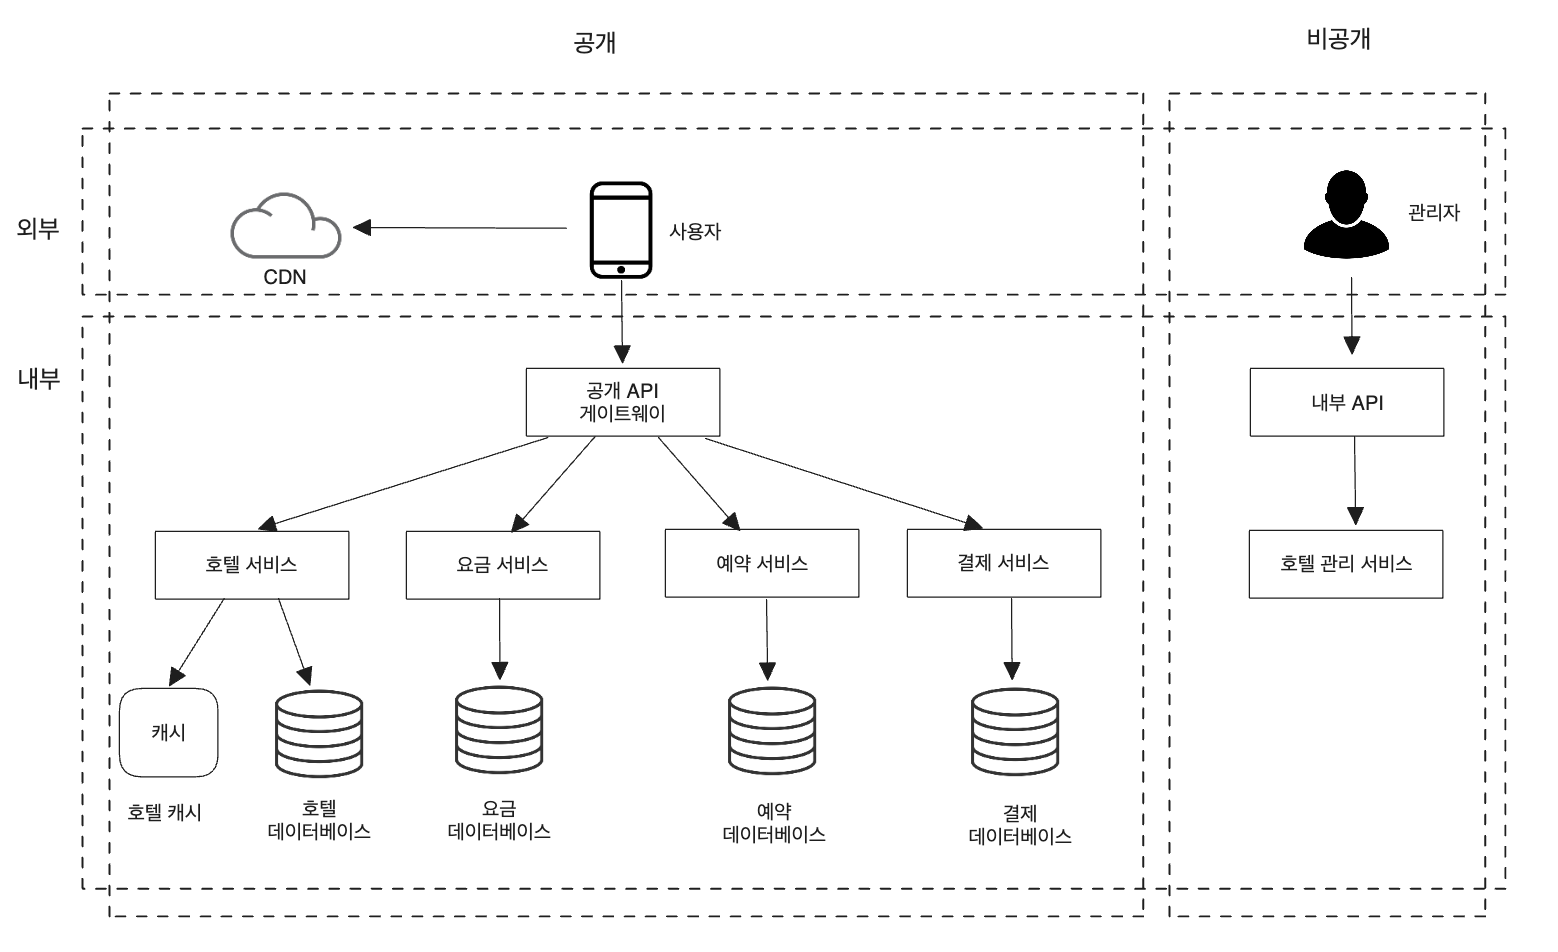 공개
비공개
외부
CDN
사용자
관리자
내부
공개 API
게이트웨이
내부 API
호텔 서비스
요금 서비스
예약 서비스
결제 서비스
호텔 관리 서비스
캐시
호텔 캐시
호텔
데이터베이스
요금
데이터베이스
예약
데이터베이스
결제
데이터베이스